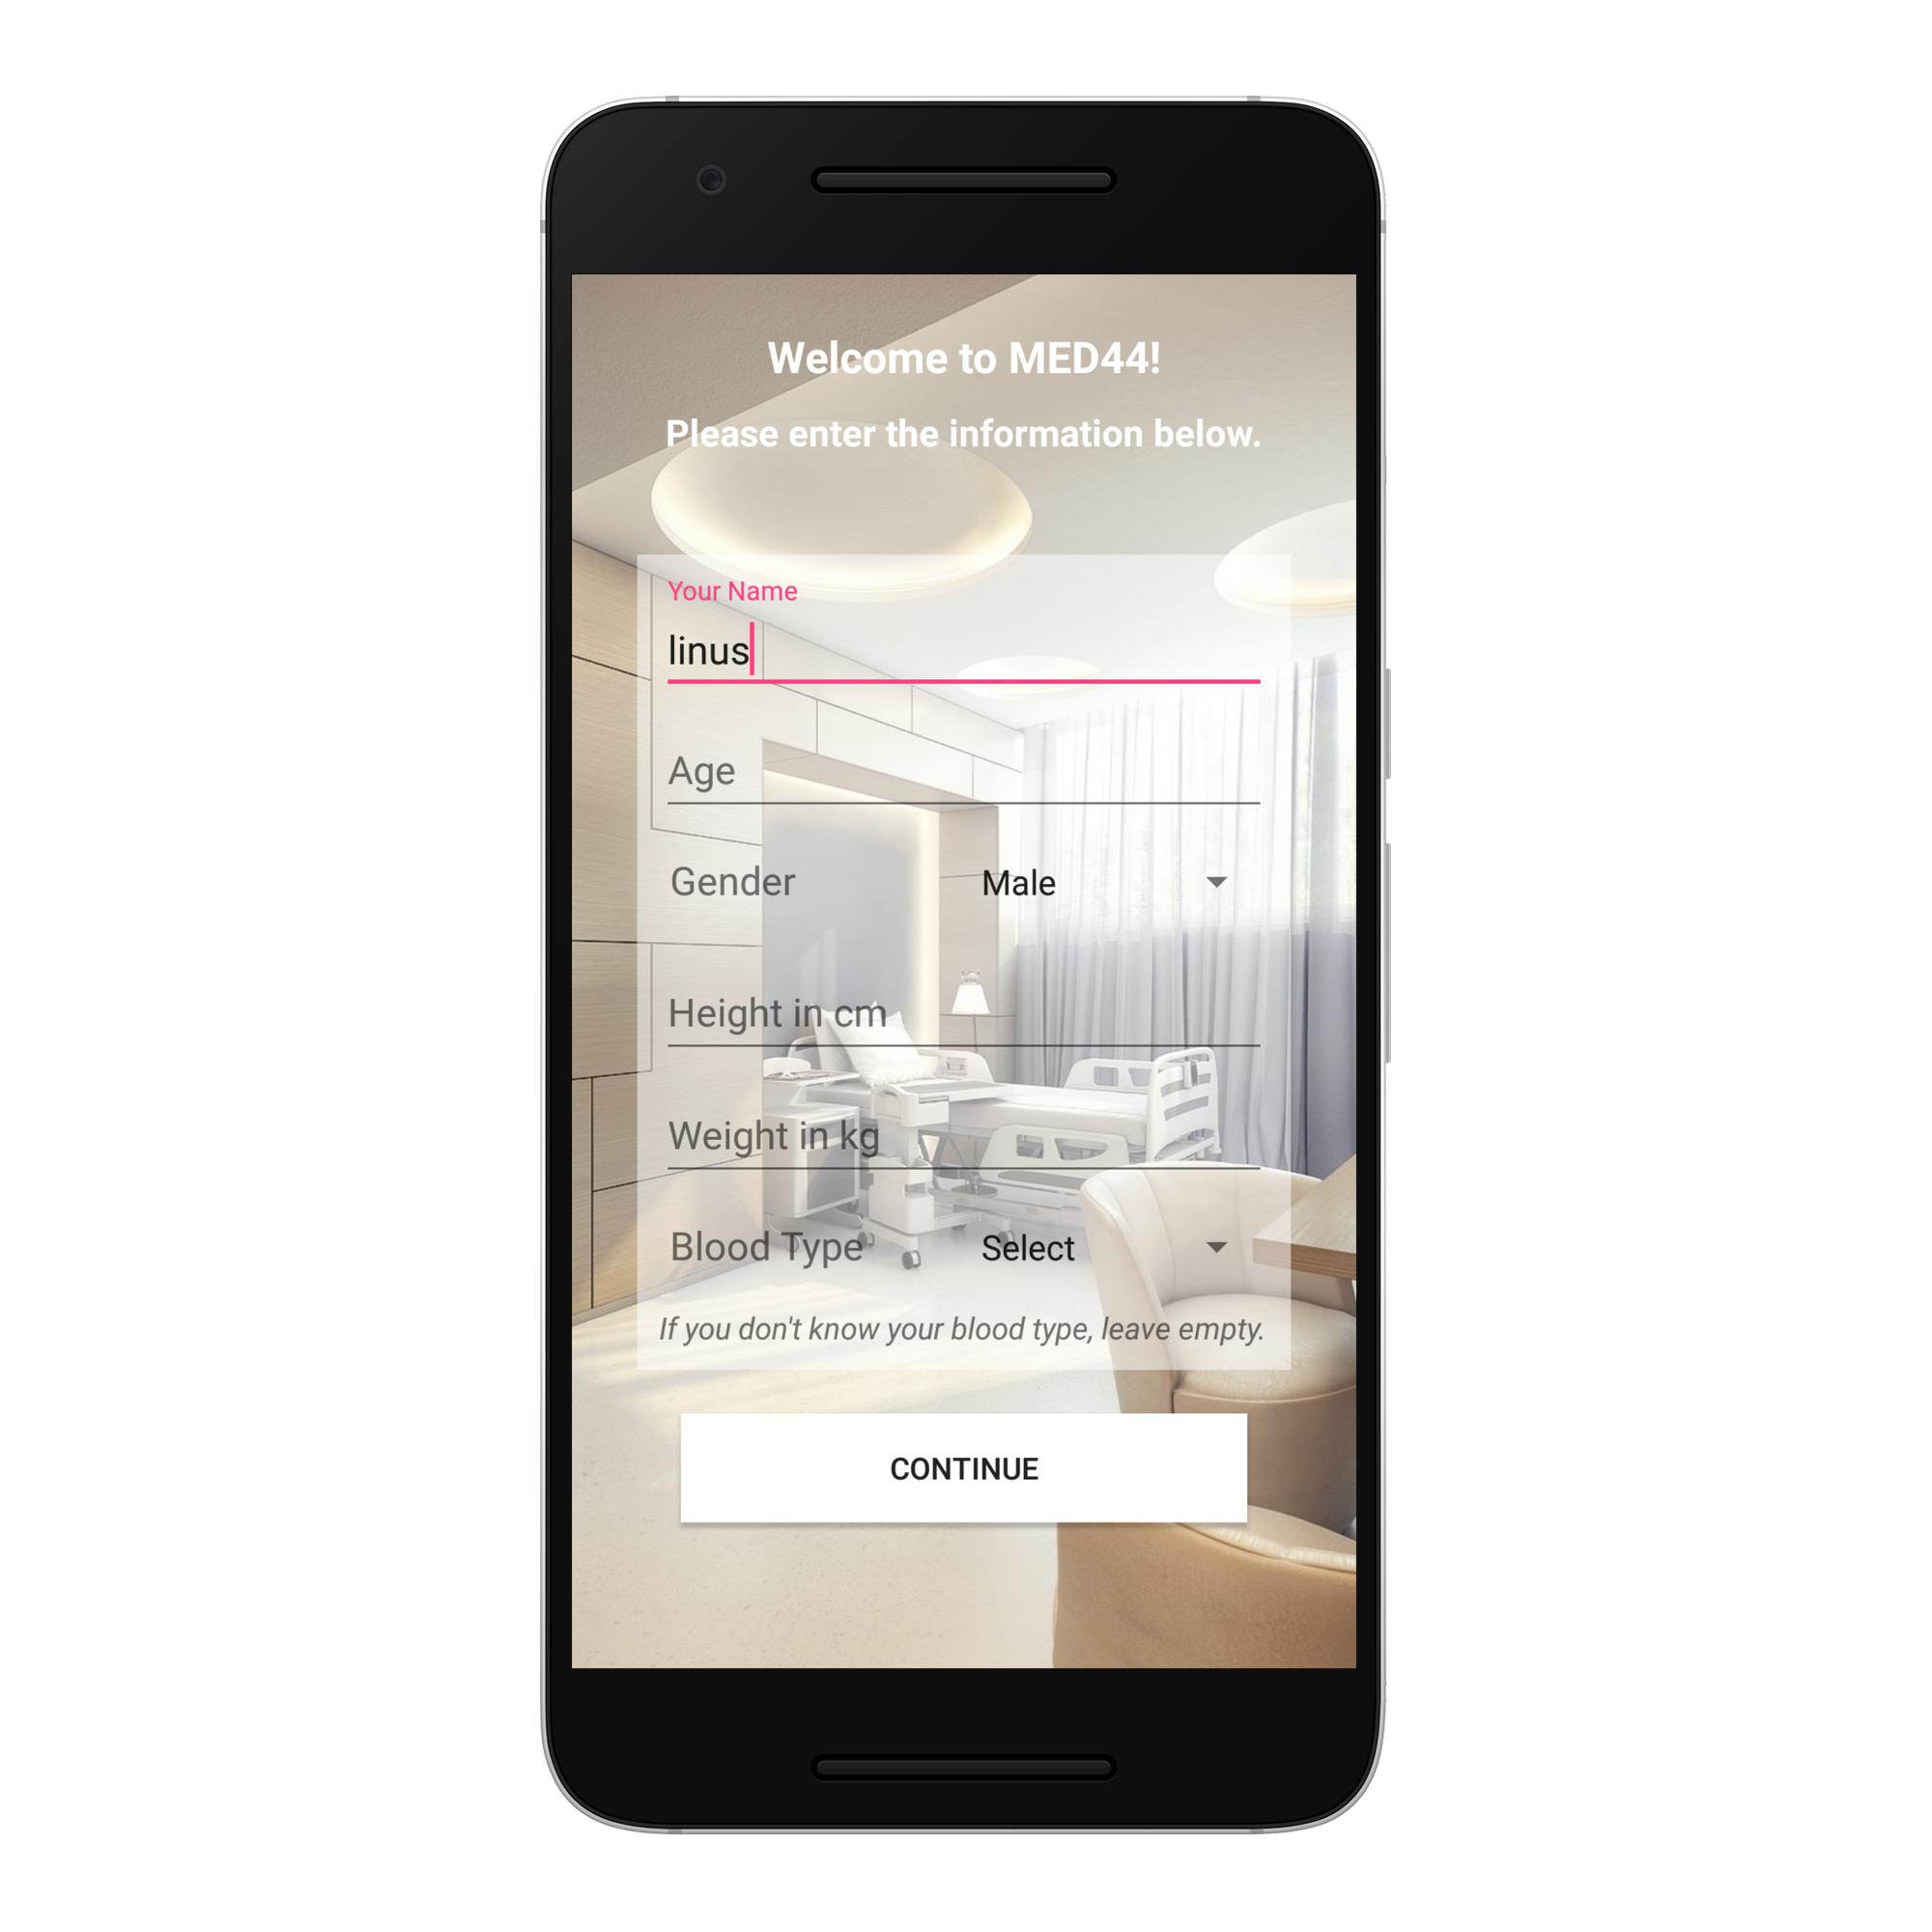 Welcome to MED44!
Please enter the information below.
Your Name
linus
Age
Gender Male
Height in cm
Weight in kg
Blood Type Select
If you don't know your blood type, leave empty.
CONTINUE